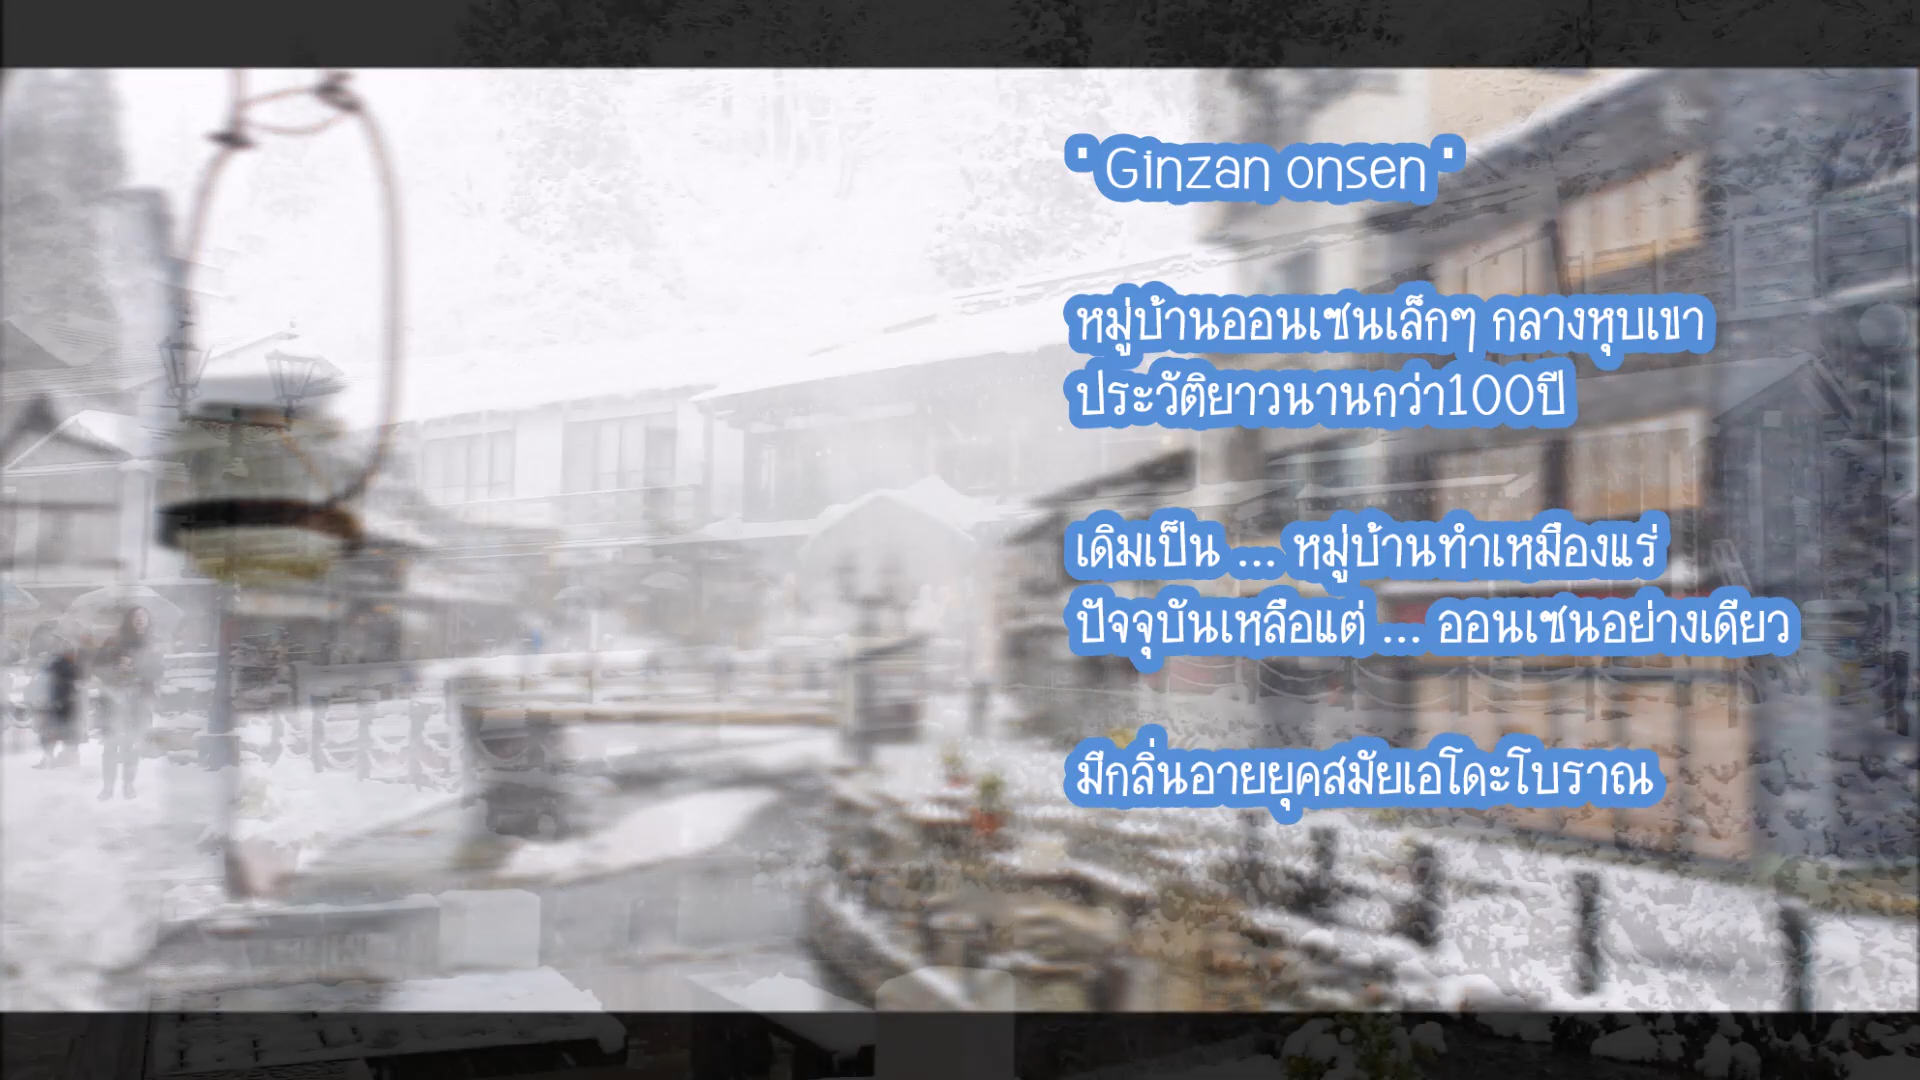 " Ginzan onsen "
หมู่บ้านออนเซนเล็กๆ กลางหุบเขา
ประวัติยาวนานกว่า100ปี
เดิมเป็น ... หมู่บ้านทำเหมืองแร่
ปัจจุบันเหลือแต่ ... ออนเซนอย่างเดียว
มีกลิ่นอายยุคสมัยเอโดะโบราณ